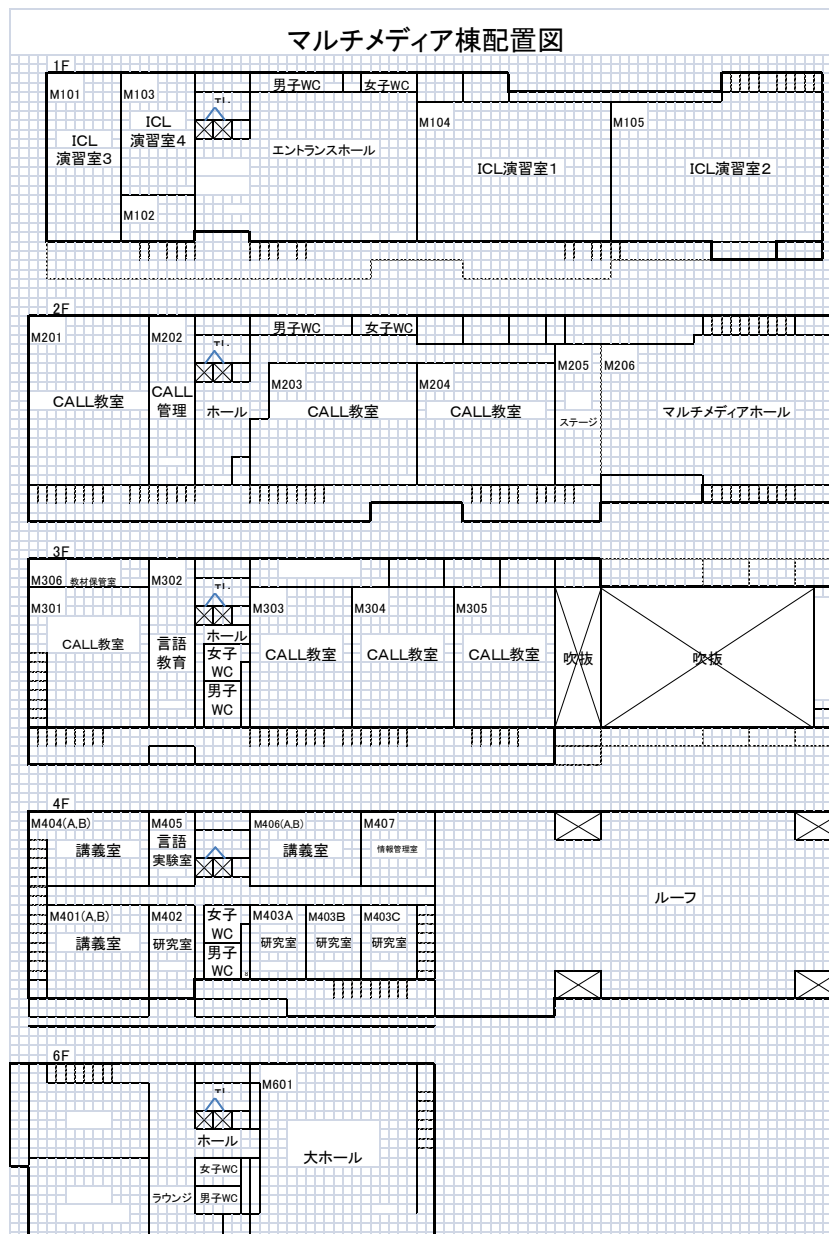 マルチメディア棟配置図
1F
男子WC
女子WC
M101
M103
ICL
演習室3
ICL
演習室4
エントランスホール
M104
M105
ICL演習室1
ICL演習室2
M102
2F
男子WC
女子WC
M201
M202
M205
M206
CALL教室
CALL
管理
ホール
M203
M204
CALL教室
CALL教室
ステージ
マルチメディアホール
3F
M306 教材保管室
M302
M301
M303
M304
M305
CALL教室
言語
教育
ホール
女子
WC
男子
WC
CALL教室
CALL教室
CALL教室
吹抜
吹抜
4F
M404(A,B)
M405
M406(A,B)
M407
講義室
言語
実験室
講義室
情報管理室
ルーフ
M401(A,B)
M402
女子
WC
M403A
M403B
M403C
講義室
研究室
男子
WC
研究室
研究室
研究室
6F
M601
ホール
大ホール
女子WC
ラウンジ
男子WC